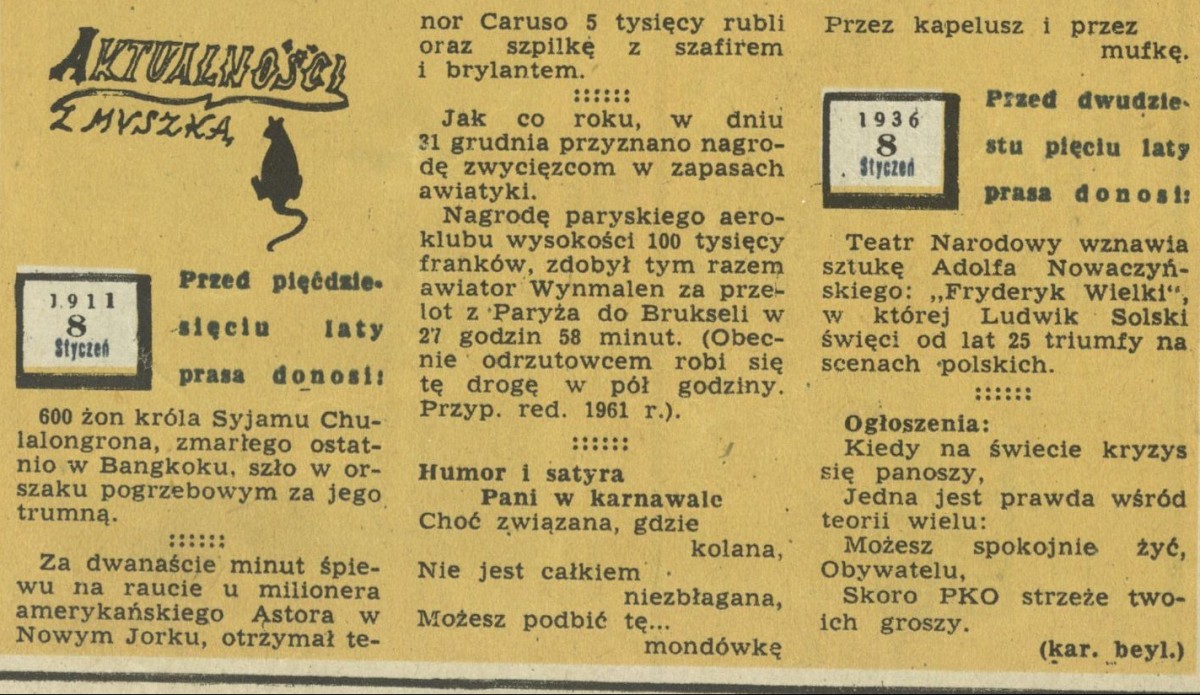 AKTUALNOŚCI
Z MYSZKĄ
1911
8
Styczeń
Przed pięćdzie-
sięciu laty
prasa donosi:
600 żon króla Syjamu Chu-
lalongrona, zmarłego ostat-
nio w Bangkoku, szło w or-
szaku pogrzebowym za jego
trumną.
::::::
Za dwanaście minut śpie-
wu na raucie u milionera
amerykańskiego Astora w
Nowym Jorku, otrzymał te-
nor Caruso 5 tysięcy rubli
oraz szpilkę z szafirem
i brylantem.
::::::
Jak co roku, w dniu
31 grudnia przyznano nagro-
dę zwycięzcom w zapasach
awiatyki.
Nagrodę paryskiego aero-
klubu wysokości 100 tysięcy
franków, zdobył tym razem
awiator Wynmalen za prze-
lot z Paryża do Brukseli w
27 godzin 58 minut. (Obec-
nie odrzutowcem robi się
tę drogę w pół godziny.
Przyp. red. 1961 r.).
::::::
Humor i satyra
Pani w karnawale
Choć związana, gdzie
kolana,
Nie jest całkiem
niezbłagana,
Możesz podbić tę...
mondówkę
Przez kapelusz i przez
mufkę.
1936
8
Styczeń
Przed dwudzie-
stu pięciu laty
prasa donosi:
Teatr Narodowy wznawia
sztukę Adolfa Nowaczyń-
skiego: „Fryderyk Wielki“,
w której Ludwik Solski
święci od lat 25 triumfy na
scenach polskich.
::::::
Ogłoszenia:
Kiedy na świecie kryzys
się panoszy,
Jedna jest prawda wśród
teorii wielu:
Możesz spokojnie żyć,
Obywatelu,
Skoro PKO strzeże two-
ich groszy.
(kar. beyl.)